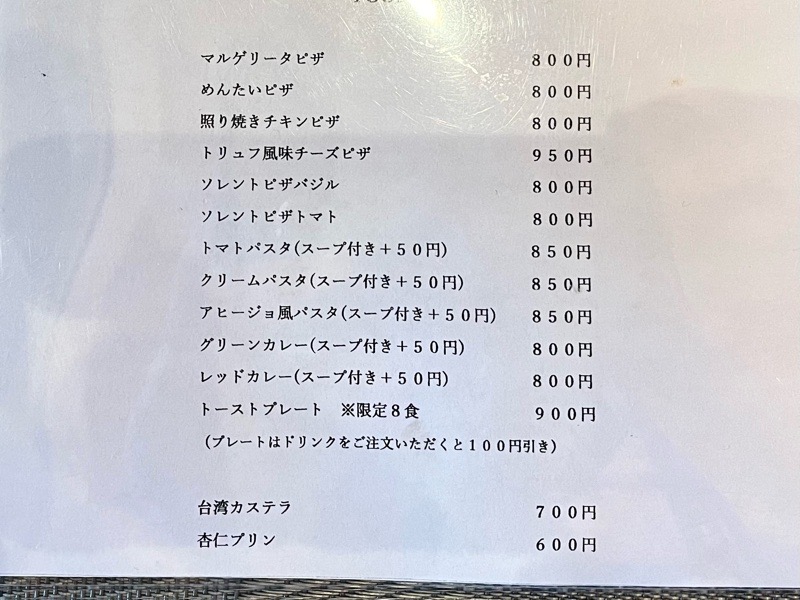 マルゲリータピザ ８００円
めんたいピザ ８００円
照り焼きチキンピザ ８００円
トリュフ風味チーズピザ ９５０円
ソレントピザバジル ８００円
ソレントピザトマト ８００円
トマトパスタ(スープ付き＋５０円) ８５０円
クリームパスタ(スープ付き＋５０円) ８５０円
アヒージョ風パスタ(スープ付き＋５０円) ８５０円
グリーンカレー(スープ付き＋５０円) ８００円
レッドカレー(スープ付き＋５０円) ８００円
トーストプレート　※限定８食 ９００円
（プレートはドリンクをご注文いただくと１００円引き）
台湾カステラ ７００円
杏仁プリン ６００円